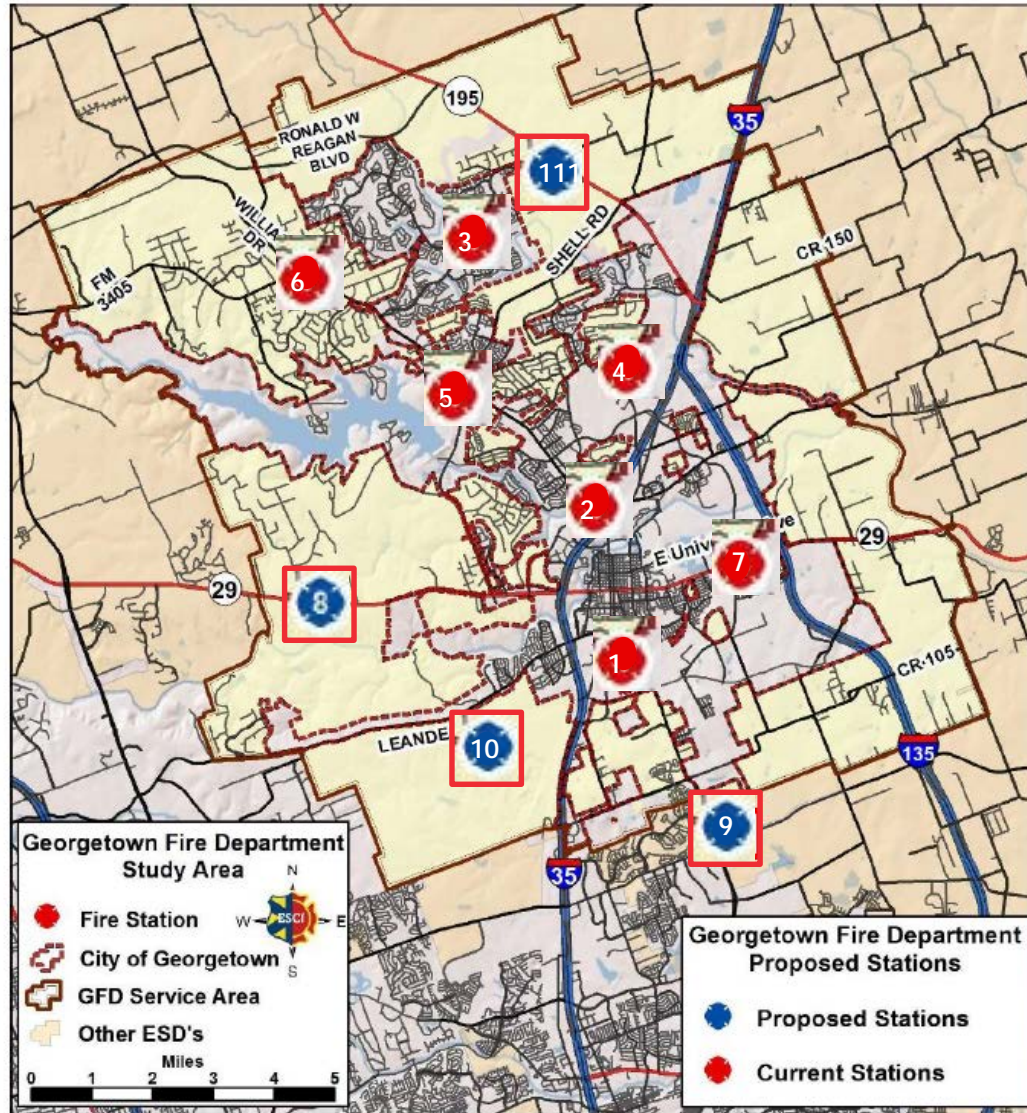 195
35
RONALD W
REAGAN
BLVD
111
WILLIA
DR
3
SHELL RD
CR 150
6
FM
3405
4
5
2
E Unive
ve
29
7
29
8
1
CR 105
LEANDE
10
135
9
35
Georgetown Fire Department
Study Area
Fire Station
City of Georgetown
GFD Service Area
Other ESD's
Miles
0 1 2 3 4 5
N
W
ESCI
E
S
Georgetown Fire Department
Proposed Stations
Proposed Stations
Current Stations